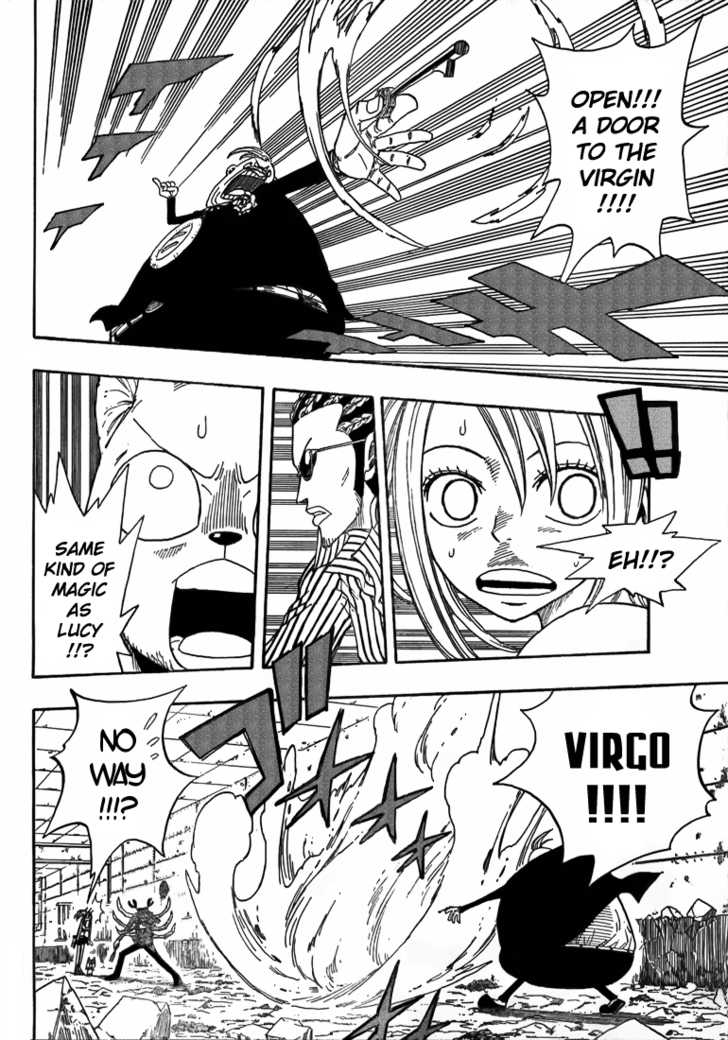 OPEN!!!
A DOOR
TO THE
VIRGIN
!!!!
!!
EH!!?
SAME
KIND OF
MAGIC
AS
LUCY
!!?
VIRGO
!!!!
NO
WAY
!!!?